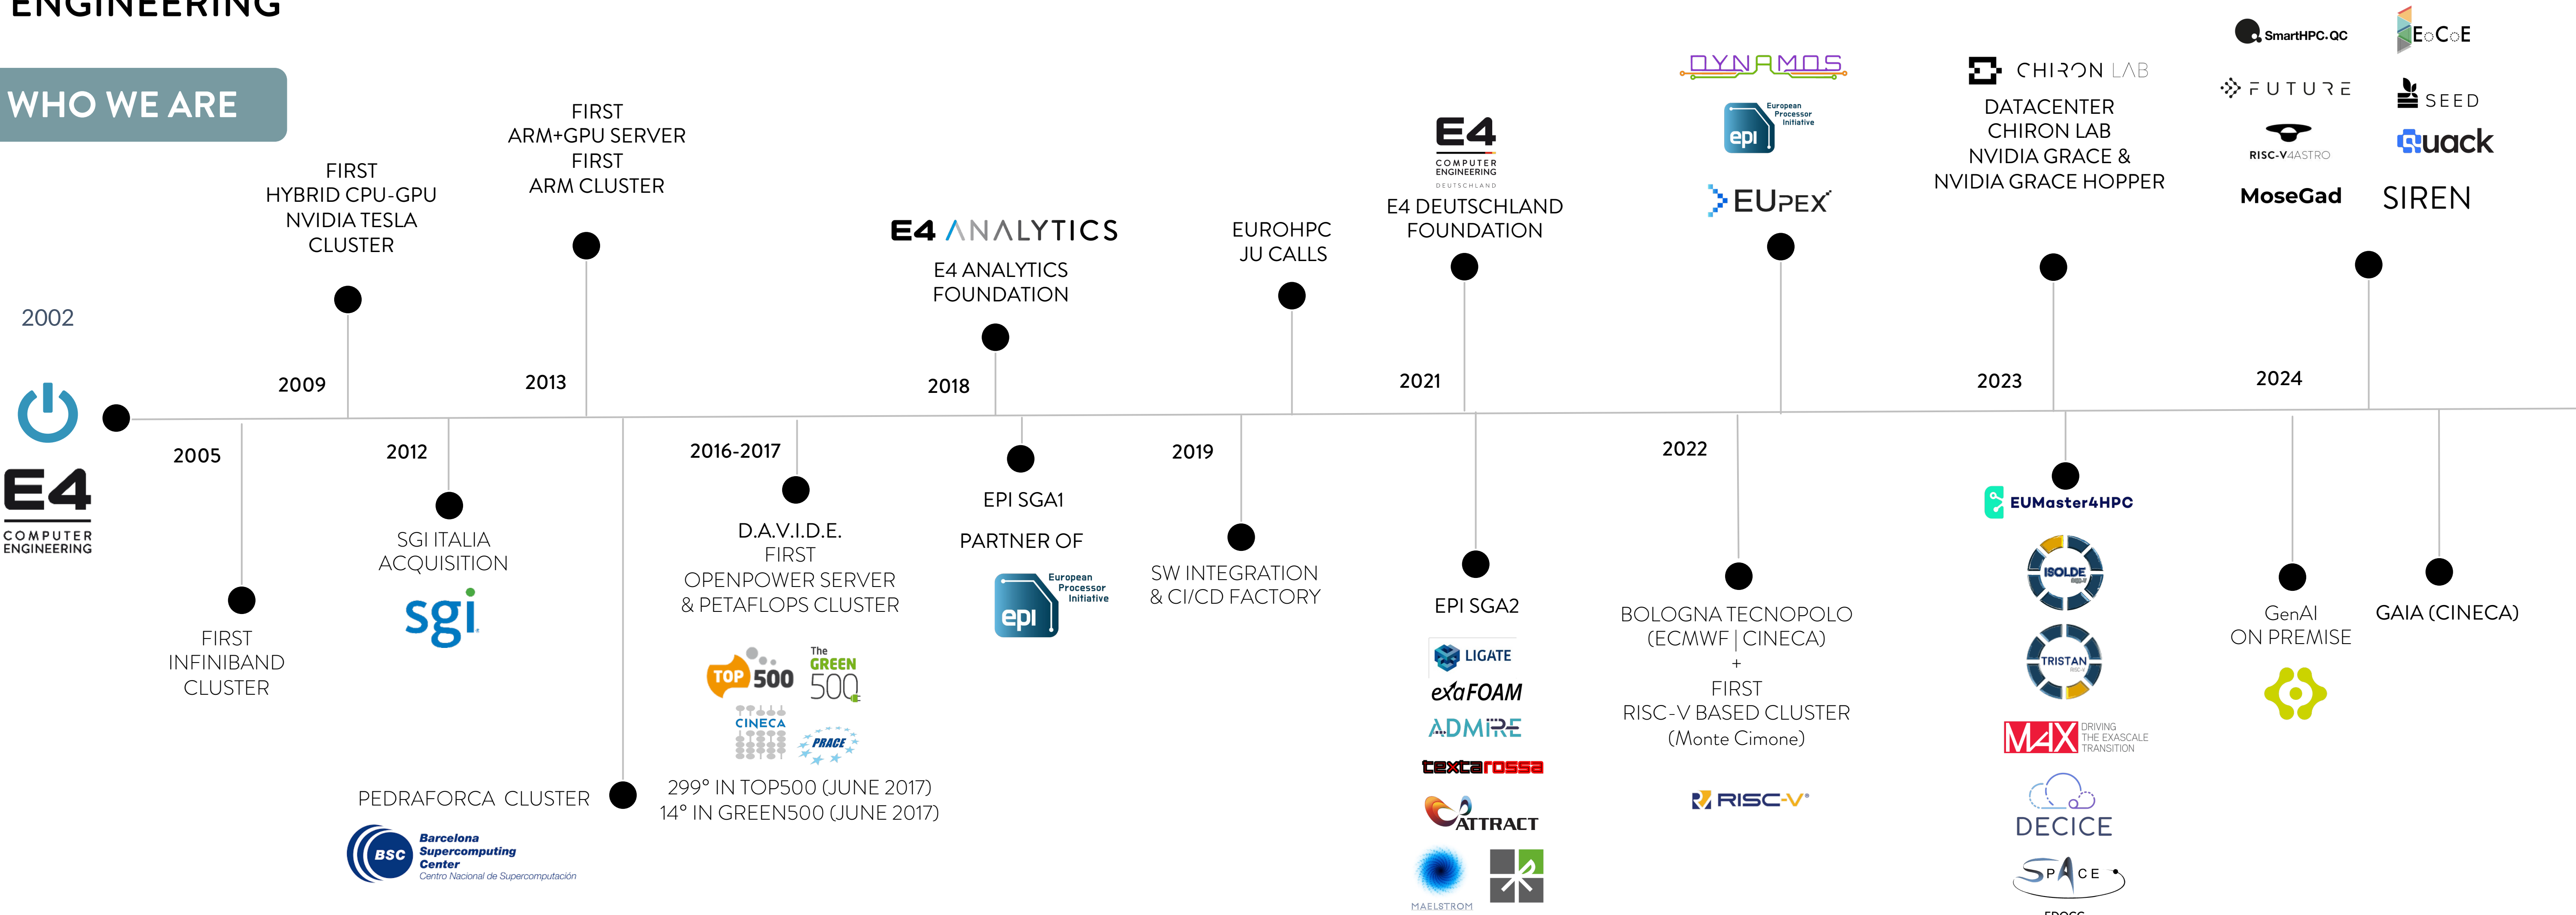 ENGINEERING
WHO WE ARE
2002
E4
COMPUTER
ENGINEERING
2005
FIRST
INFINIBAND
CLUSTER
FIRST
HYBRID CPU-GPU
NVIDIA TESLA
CLUSTER
2009
2012
SGI ITALIA
ACQUISITION
sgi
FIRST
ARM+GPU SERVER
FIRST
ARM CLUSTER
2013
PEDRAFORCA CLUSTER
BSC
Barcelona
Supercomputing
Center
Centro Nacional de Supercomputación
2016-2017
D.A.V.I.D.E.
FIRST
OPENPOWER SERVER
& PETAFLOPS CLUSTER
TOP 500
The
GREEN
500
CINECA
PRACE
299° IN TOP500 (JUNE 2017)
14° IN GREEN500 (JUNE 2017)
E4 ANALYTICS
E4 ANALYTICS
FOUNDATION
2018
EPI SGA1
PARTNER OF
epi
European
Processor
Initiative
EUROHPC
JU CALLS
2019
SW INTEGRATION
& CI/CD FACTORY
E4
COMPUTER
ENGINEERING
DEUTSCHLAND
E4 DEUTSCHLAND
FOUNDATION
2021
EPI SGA2
LIGATE
exaFOAM
ADMIRE
textarossa
ATTRACT
MAELSTROM
DYNAMOS
epi
European
Processor
Initiative
EUPEX
2022
BOLOGNA TECNOPOLO
(ECMWF | CINECA)
+
FIRST
RISC-V BASED CLUSTER
(Monte Cimone)
RISC-V®
CHIRON LAB
DATACENTER
CHIRON LAB
NVIDIA GRACE &
NVIDIA GRACE HOPPER
2023
EUMaster4HPC
ISOLDE
TRISTAN
RISC-V
MAX
DRIVING
THE EXASCALE
TRANSITION
DECICE
SPACE
SmartHPC.QC
EoCoE
FUTURE
SEED
RISC-V4ASTRO
Quack
MoseGad
SIREN
2024
GenAI
ON PREMISE
GAIA (CINECA)